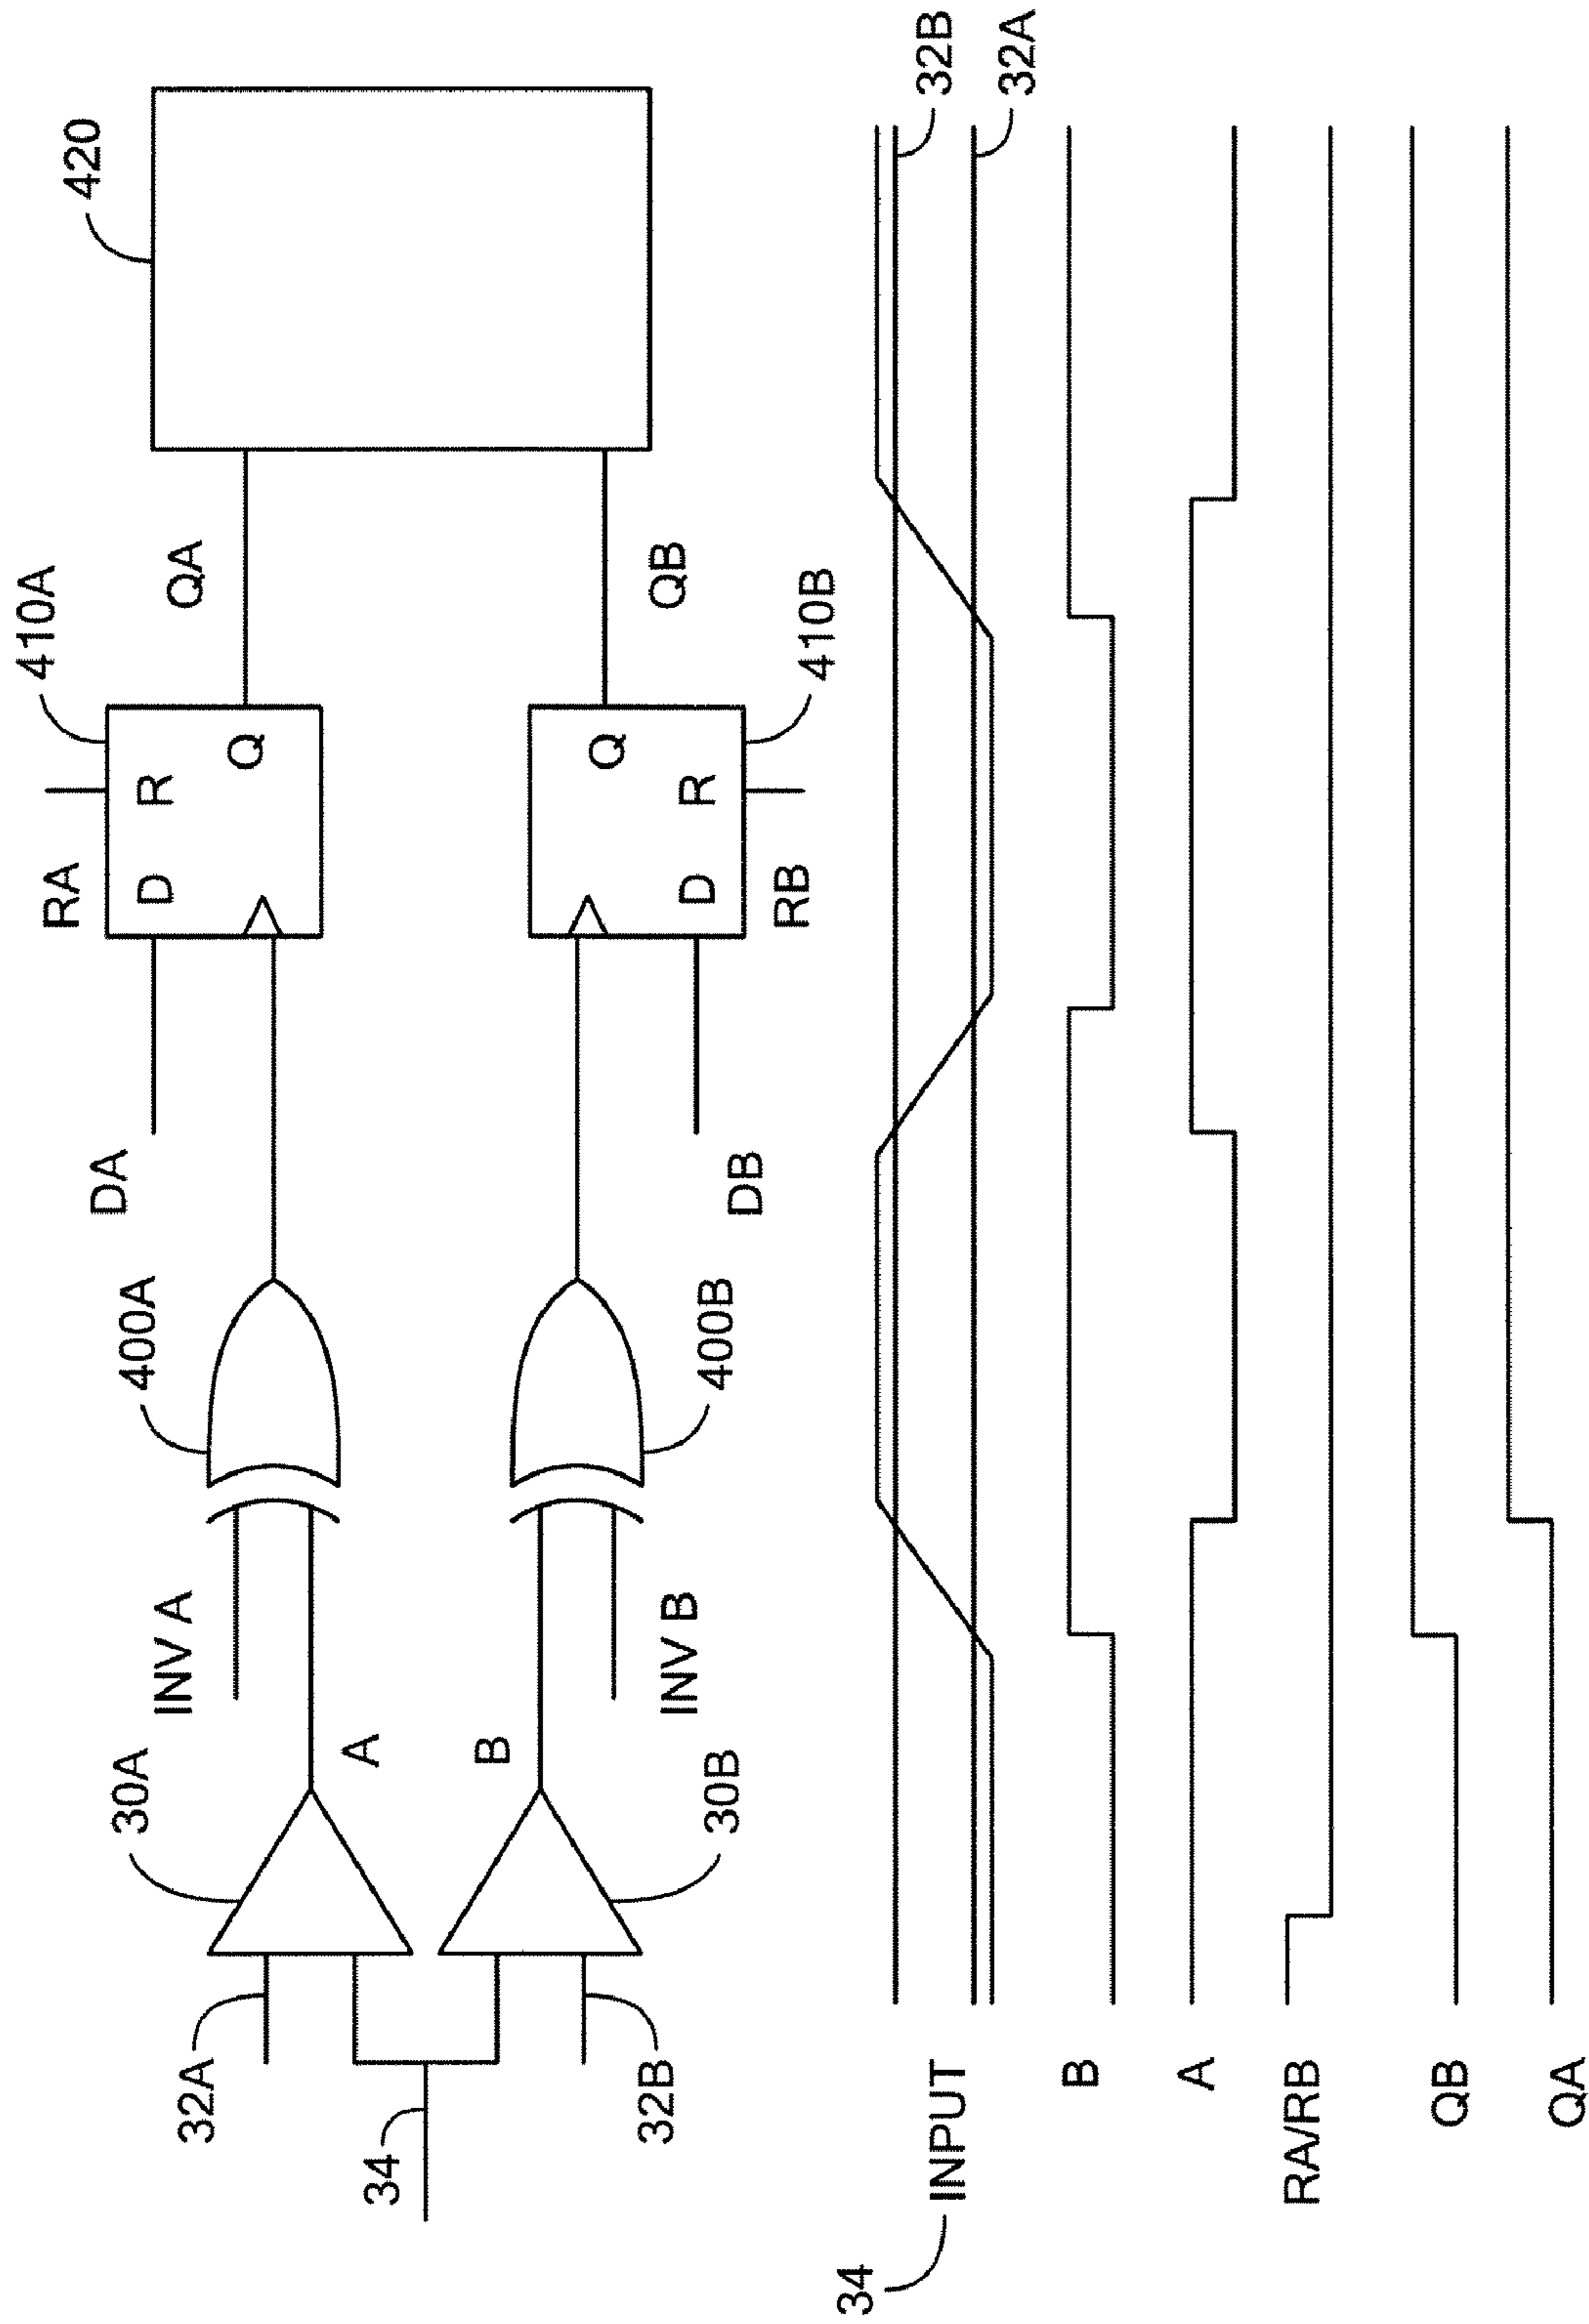 410A
420
RA
R
QA
D
Q
DA
400A
INV A
30A
32A
A
34
B
32B
30B
INV B
400B
DB
Q
D
R
QB
RB
410B
34
INPUT
32B
32A
B
A
RA/RB
QB
QA